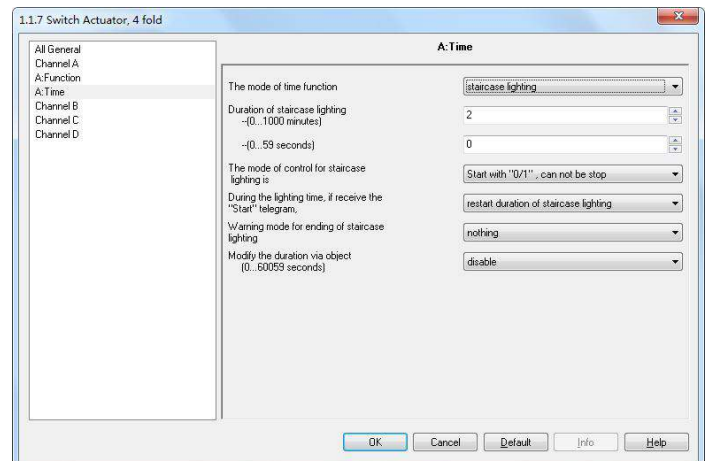 1.1.7 Switch Actuator, 4 fold
All General
Channel A
A:Function
A:Time
Channel B
Channel C
Channel D
A:Time
The mode of time function
staircase lighting
Duration of staircase lighting
--(0...1000 minutes)
2
--(0...59 seconds)
0
The mode of control for staircase
lighting is
Start with "0/1" , can not be stop
During the lighting time, if receive the
"Start" telegram,
restart duration of staircase lighting
Warning mode for ending of staircase
lighting
nothing
Modify the duration via object
(0...60059 seconds)
disable
OK
Cancel
Default
Info
Help